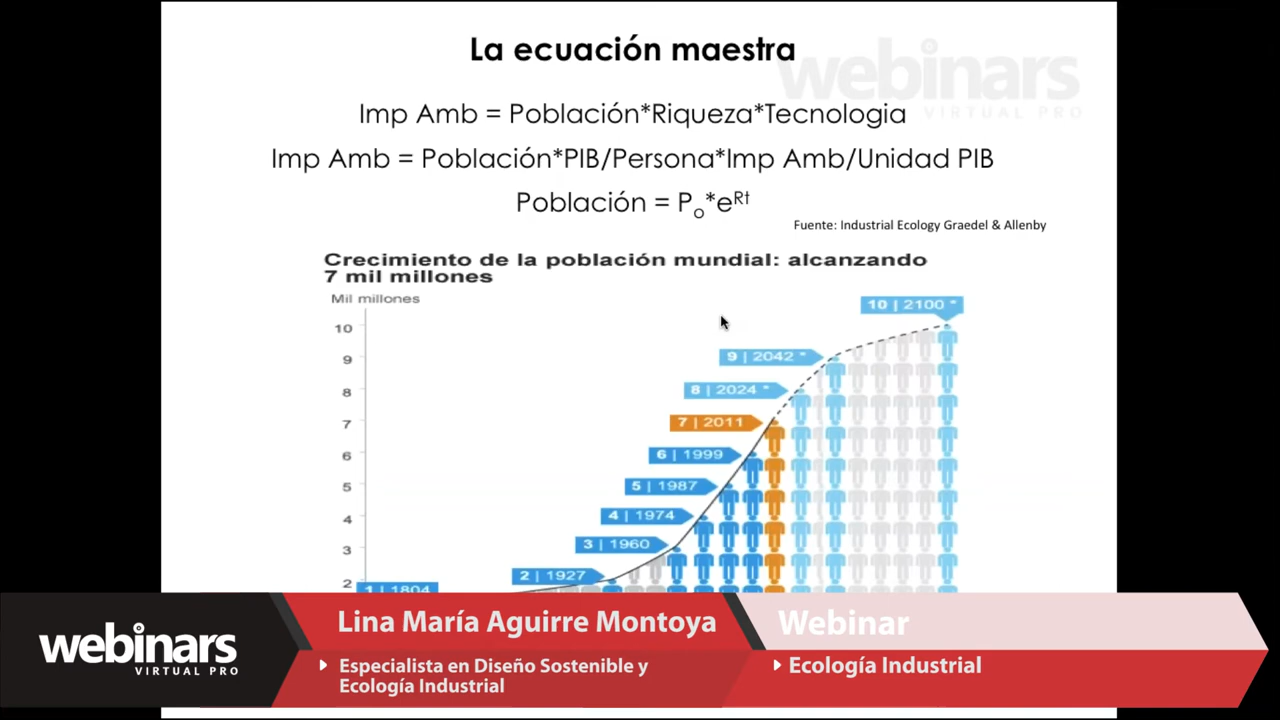 La ecuación maestra
webinars
VIRTUAL PRO
Imp Amb = Población*Riqueza*Tecnologia
Imp Amb = Población*PIB/Persona*Imp Amb/Unidad PIB
Población = Po*eRt
Fuente: Industrial Ecology Graedel & Allenby
Crecimiento de la población mundial: alcanzando
7 mil millones
Mil millones
10 | 2100 *
10
9 | 2042 *
9
8 | 2024 *
8
7 | 2011
7
6 | 1999
6
5 | 1987
5
4 | 1974
4
3 | 1960
3
2 | 1927
2
1 | 1804
webinars
VIRTUAL PRO
Lina María Aguirre Montoya
Especialista en Diseño Sostenible y
Ecología Industrial
Webinar
Ecología Industrial